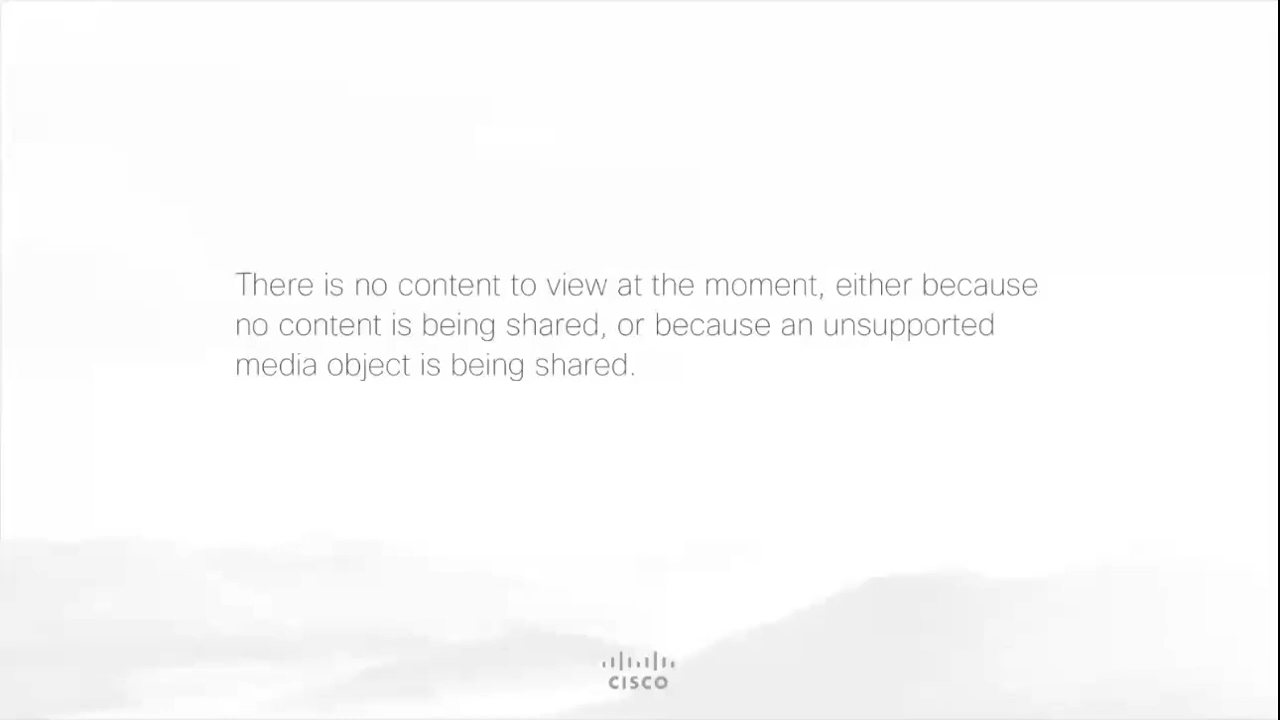 There is no content to view at the moment, either because
no content is being shared, or because an unsupported
media object is being shared.
CISCO